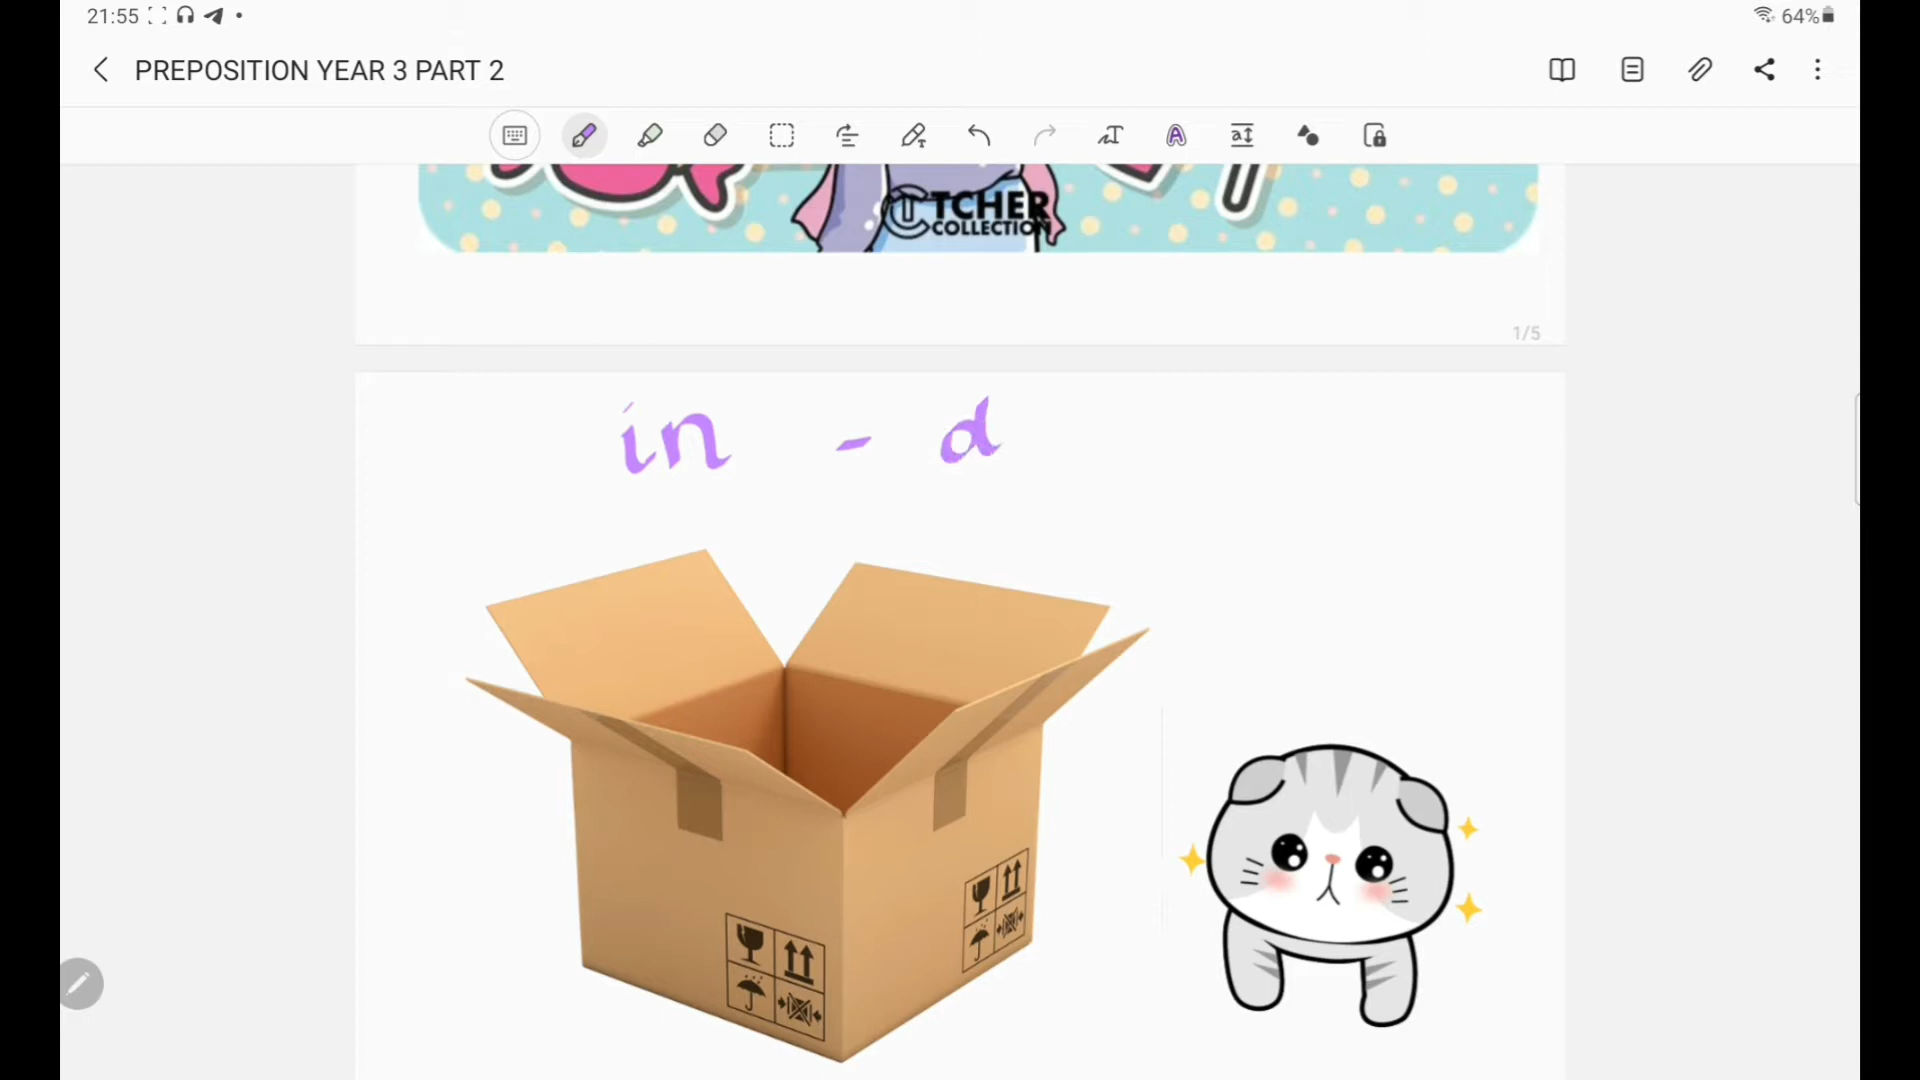 21:55
64%
PREPOSITION YEAR 3 PART 2
TCHER
COLLECTION
1/5
in - d